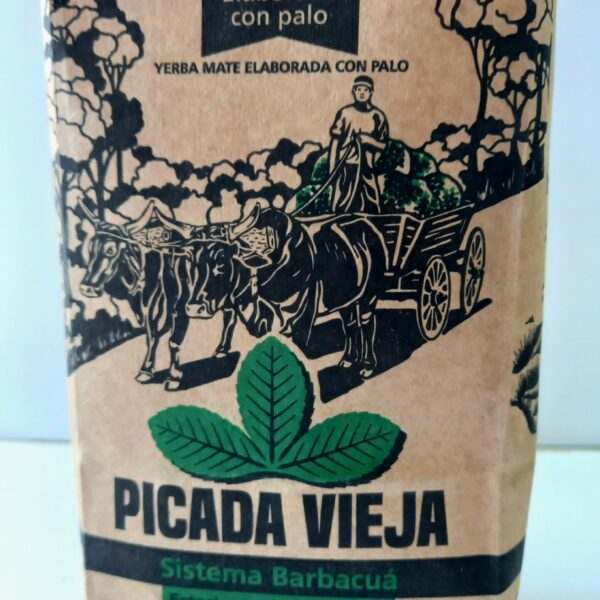 con palo
YERBA MATE ELABORADA CON PALO
PICADA VIEJA
Sistema Barbacuá